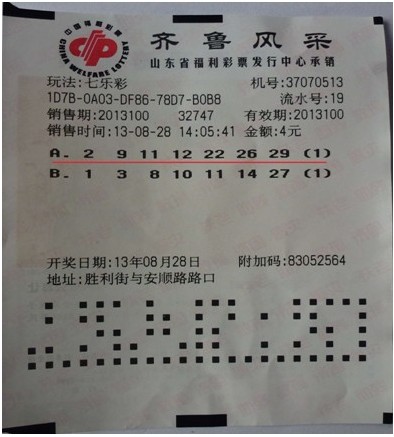 中国福利彩票
CHINA WELFARE LOTTERY
齐鲁风采
山东省福利彩票发行中心承销
玩法:七乐彩 机号:37070513
1D7B-0A03-DF86-78D7-B0B8 流水号:19
销售期:2013100 32747 有效期:2013100
销售时间:13-08-28 14:05:41 金额:4元
A. 2 9 11 12 22 26 29 (1)
B. 1 3 8 10 11 14 27 (1)
开奖日期:13年08月28日 附加码:83052564
地址:胜利街与安顺路路口